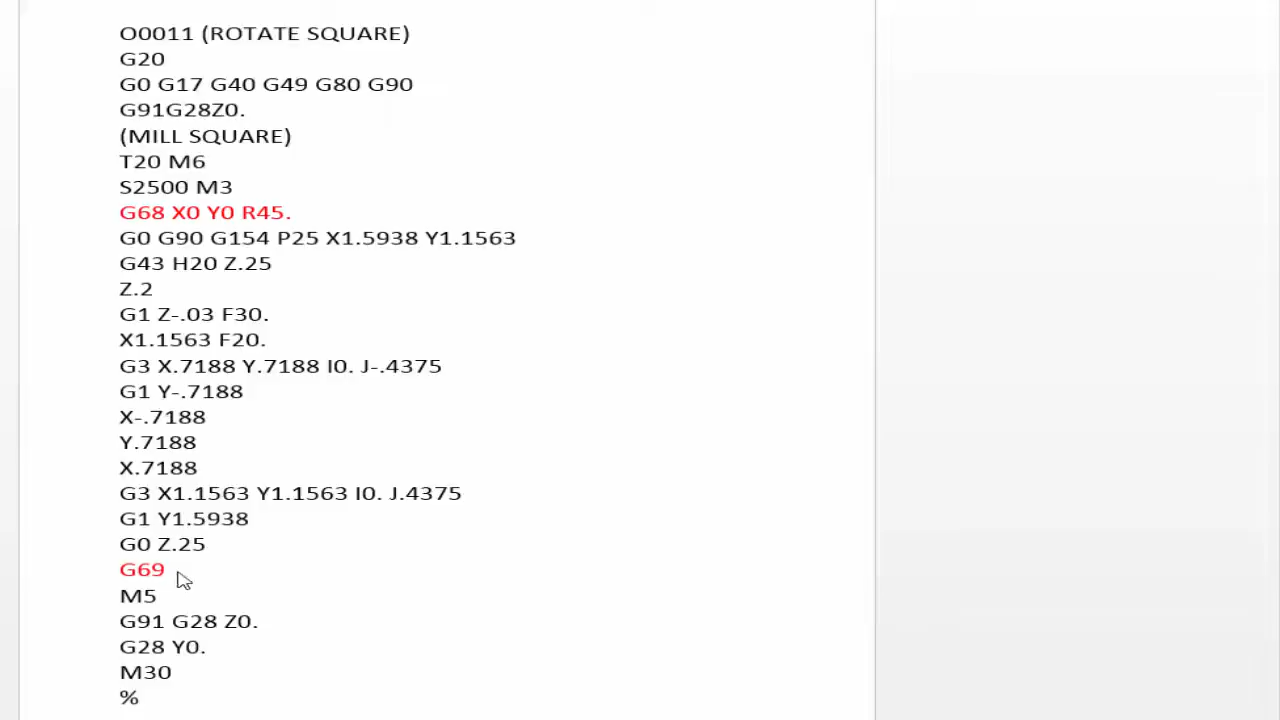 O0011 (ROTATE SQUARE)
G20
G0 G17 G40 G49 G80 G90
G91G28Z0.
(MILL SQUARE)
T20 M6
S2500 M3
G68 X0 Y0 R45.
G0 G90 G154 P25 X1.5938 Y1.1563
G43 H20 Z.25
Z.2
G1 Z-.03 F30.
X1.1563 F20.
G3 X.7188 Y.7188 I0. J-.4375
G1 Y-.7188
X-.7188
Y.7188
X.7188
G3 X1.1563 Y1.1563 I0. J.4375
G1 Y1.5938
G0 Z.25
G69
M5
G91 G28 Z0.
G28 Y0.
M30
%